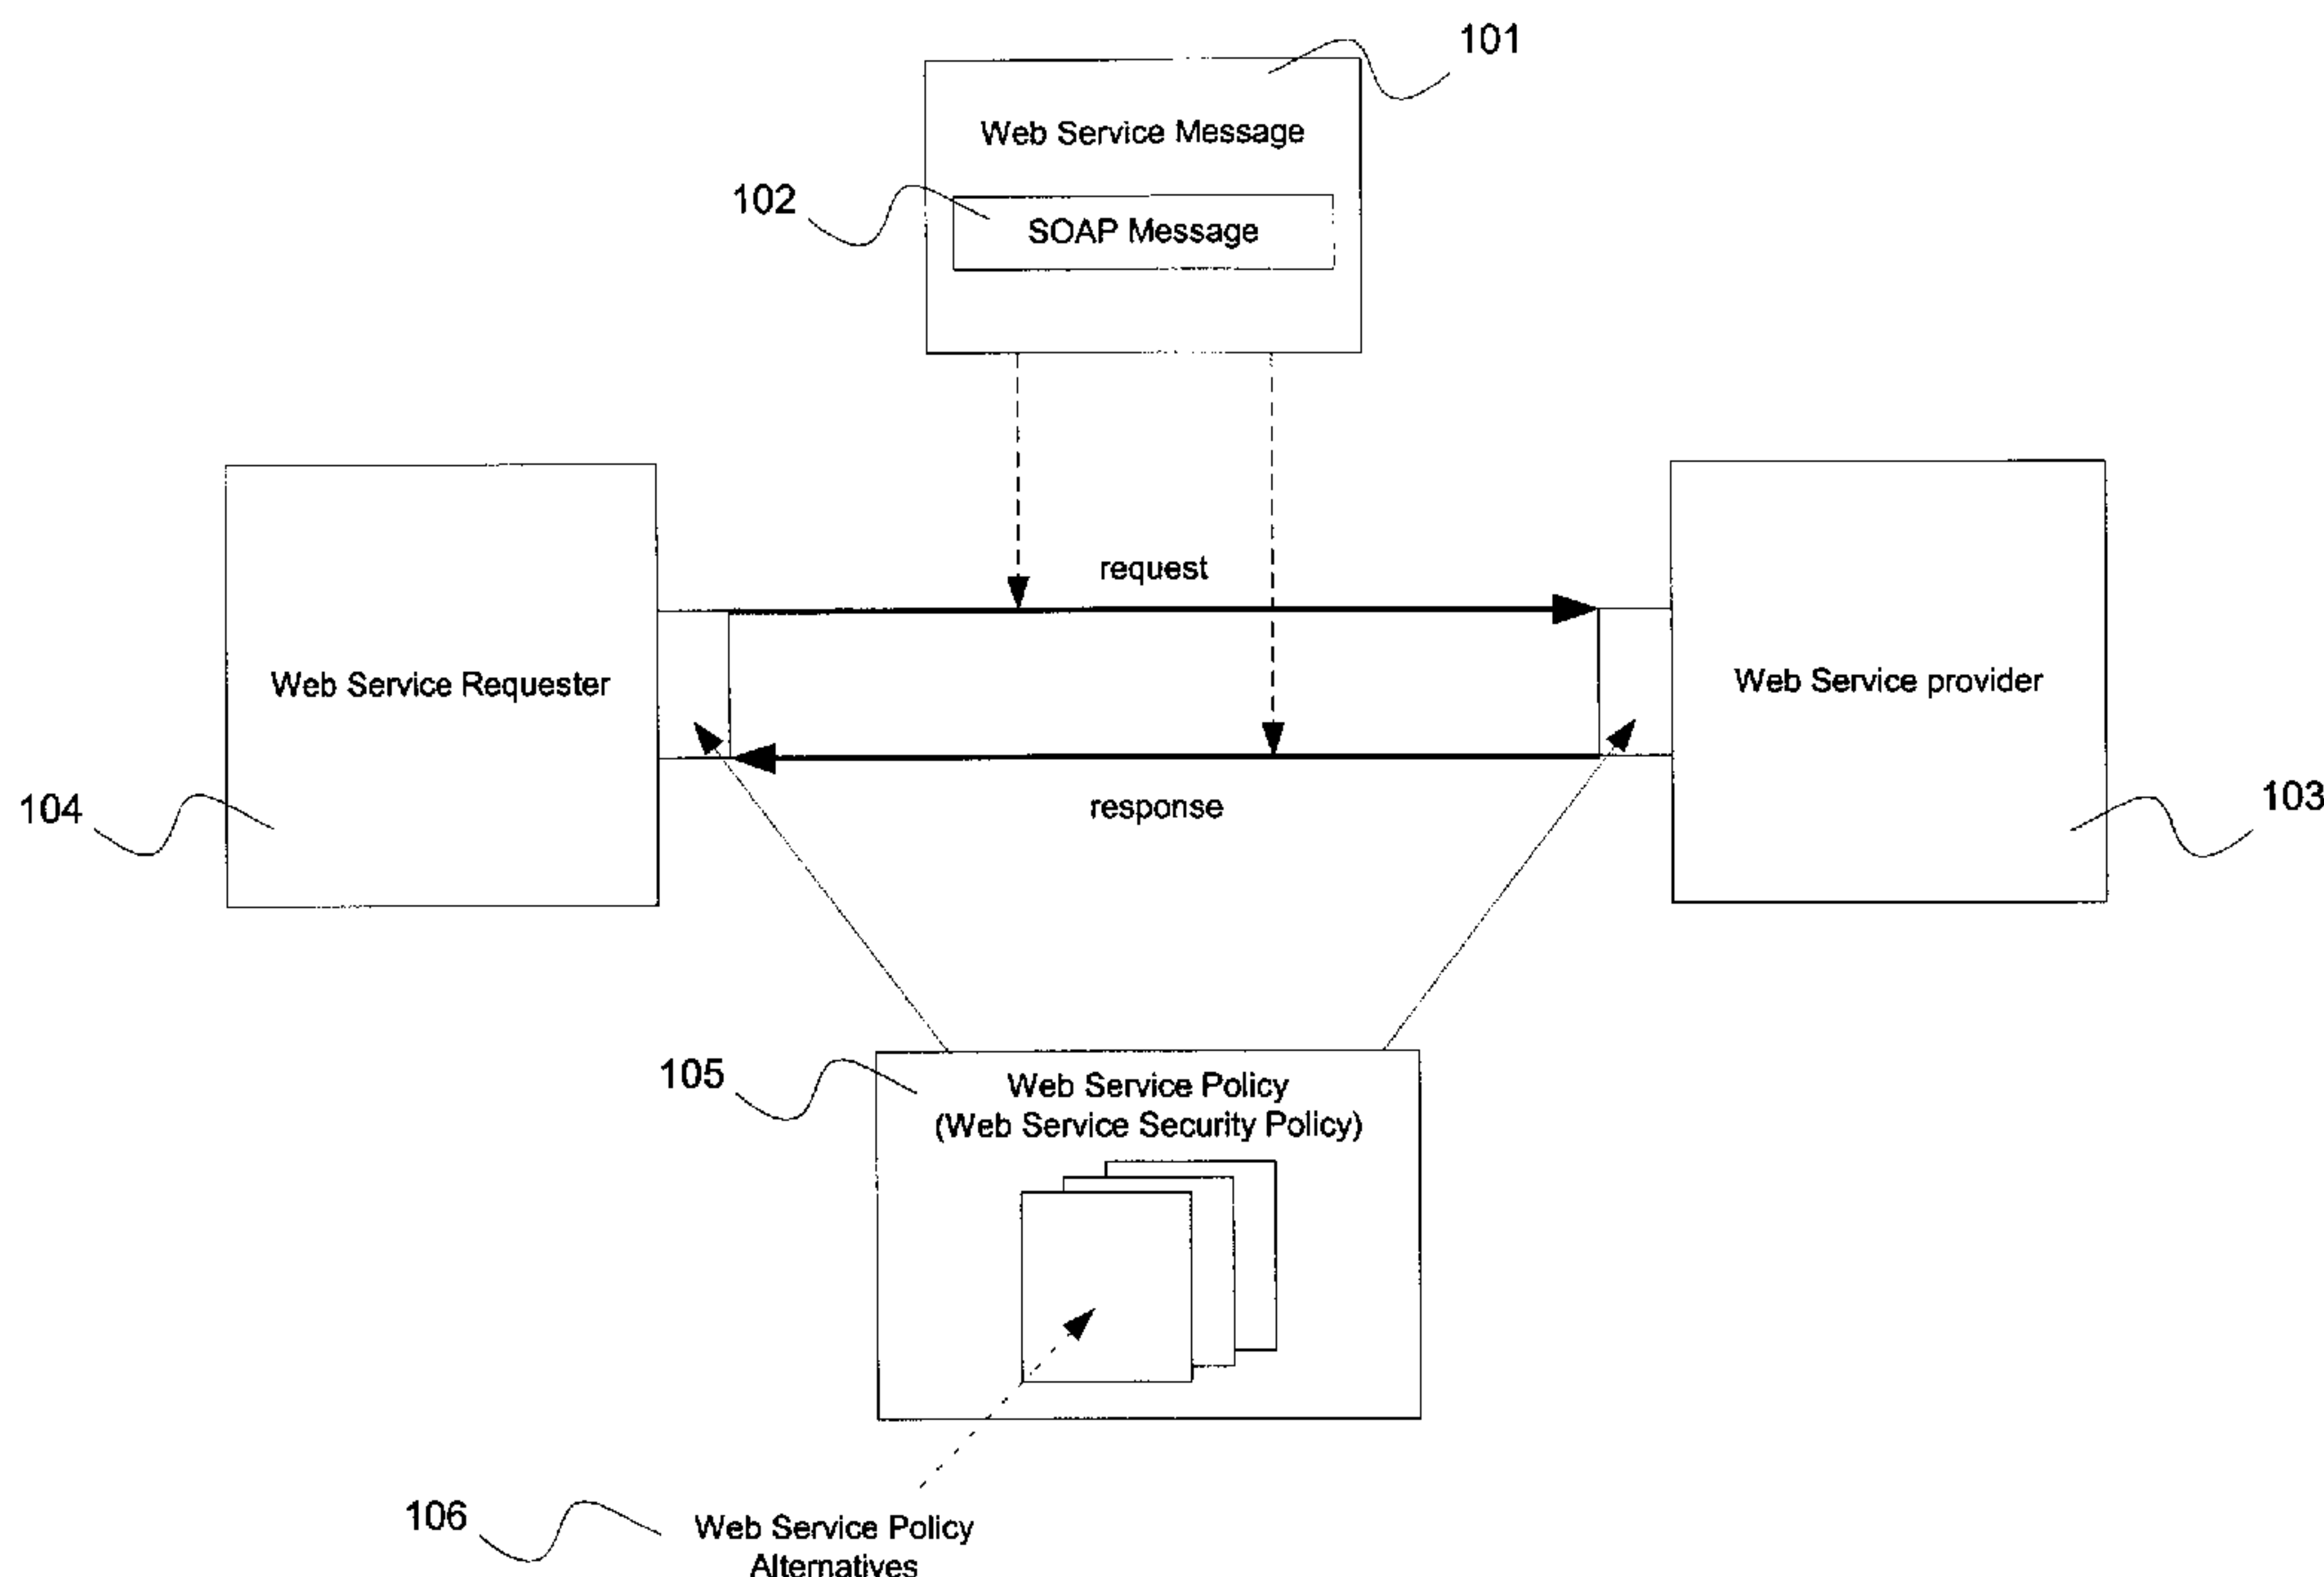 101
Web Service Message
102
SOAP Message
request
Web Service Requester
Web Service provider
104
response
103
105
Web Service Policy
(Web Service Security Policy)
106
Web Service Policy
Alternatives